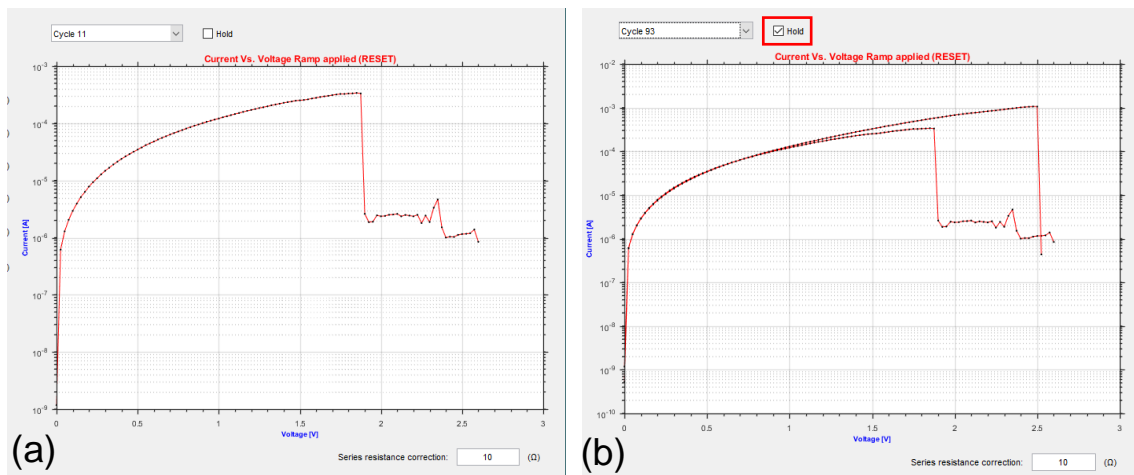 Cycle 11
Hold
Current Vs. Voltage Ramp applied (RESET)
10-3
10-4
10-5
10-6
10-7
10-8
10-9
Current [A]
0 0.5 1 1.5 2 2.5 3
Voltage [V]
Series resistance correction: 10 (Ω)
(a)
Cycle 93
Hold
Current Vs. Voltage Ramp applied (RESET)
10-2
10-3
10-4
10-5
10-6
10-7
10-8
10-9
10-10
Current [A]
0 0.5 1 1.5 2 2.5 3
Voltage [V]
Series resistance correction: 10 (Ω)
(b)